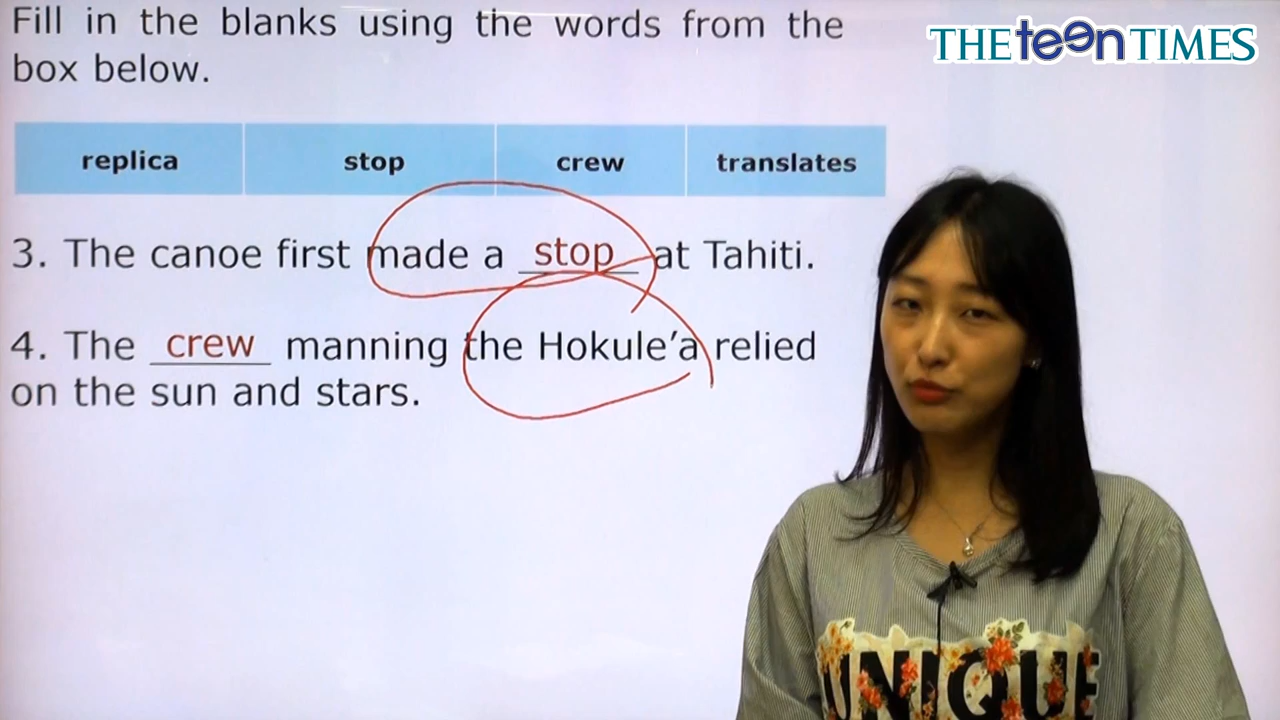 Fill in the blanks using the words from the
box below.
THE teen TIMES
replica stop crew translates
3. The canoe first made a stop at Tahiti.
4. The crew manning the Hokule’a relied
on the sun and stars.
UNIQUE